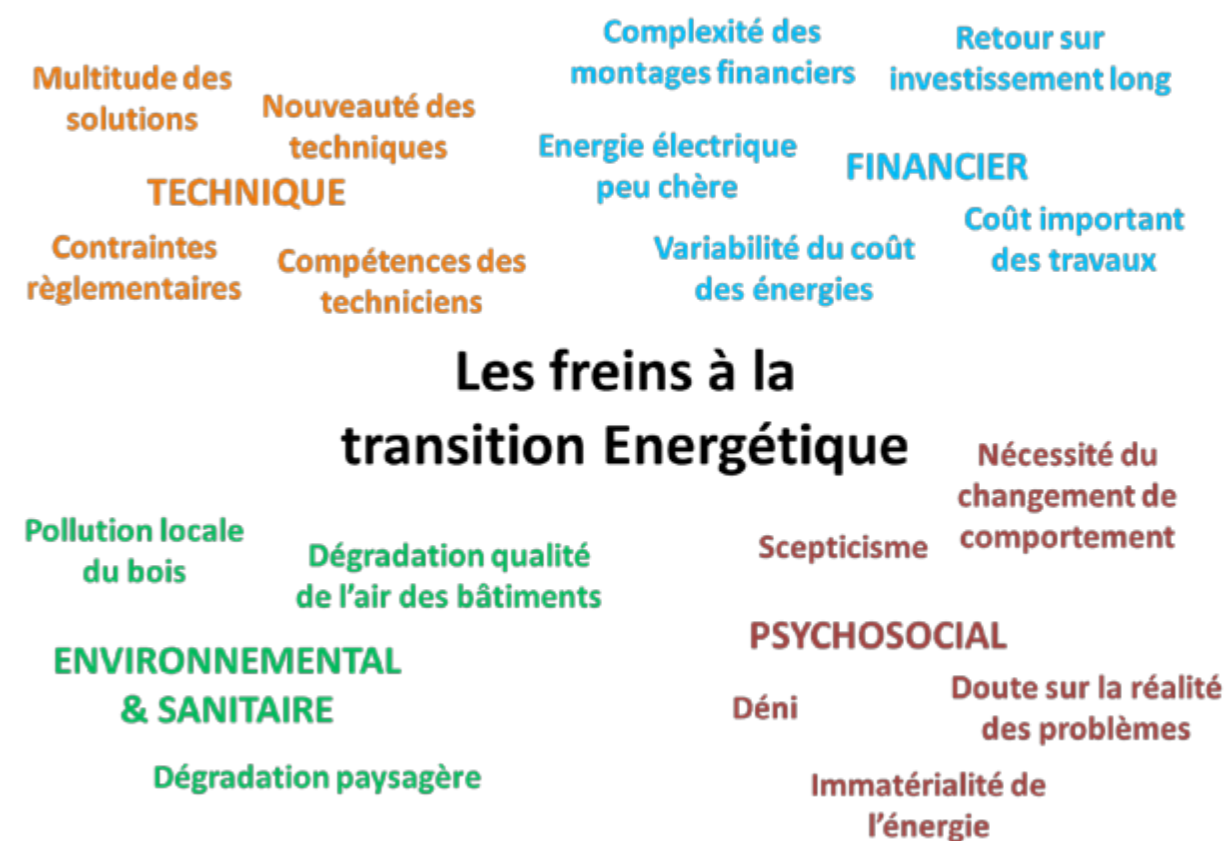 Multitude des
solutions
Nouveauté des
techniques
TECHNIQUE
Contraintes
règlementaires
Compétences des
techniciens
Complexité des
montages financiers
Retour sur
investissement long
Energie électrique
peu chère
FINANCIER
Variabilité du coût
des énergies
Coût important
des travaux
Les freins à la
transition Energétique
Pollution locale
du bois
Dégradation qualité
de l'air des bâtiments
ENVIRONNEMENTAL
& SANITAIRE
Dégradation paysagère
Nécessité du
changement de
comportement
Scepticisme
PSYCHOSOCIAL
Déni
Doute sur la réalité
des problèmes
Immatérialité de
l'énergie